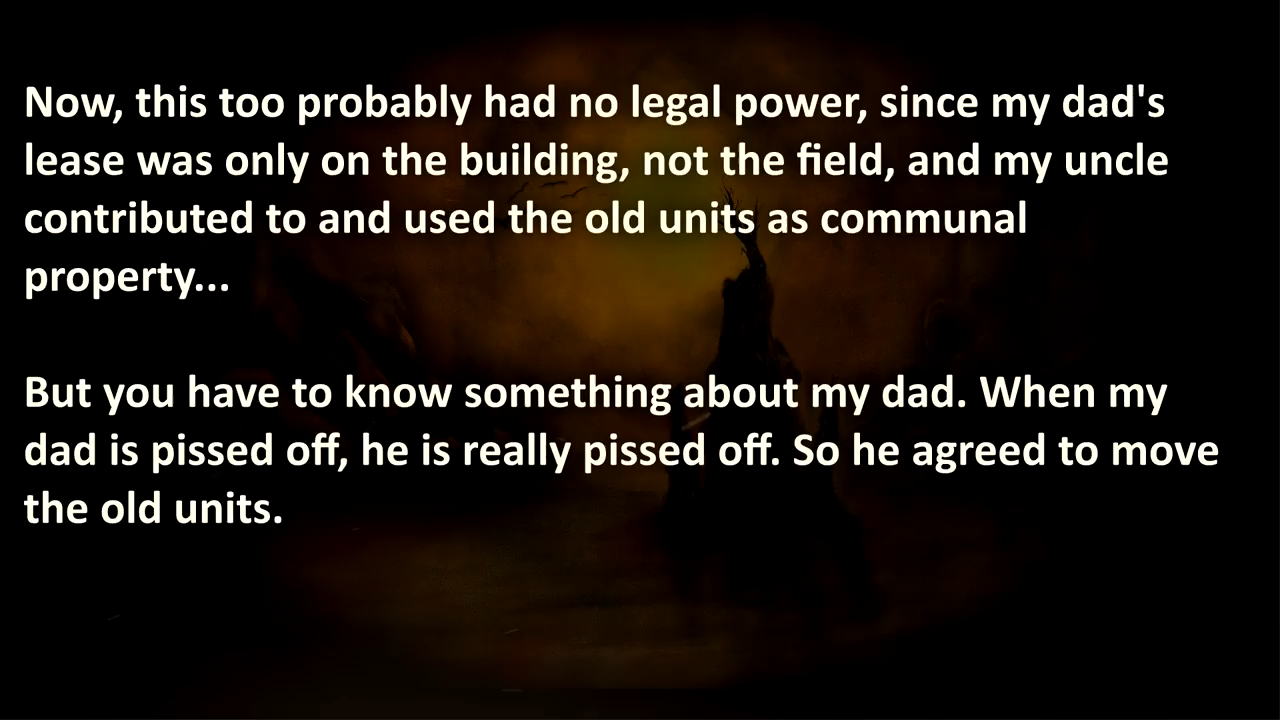 Now, this too probably had no legal power, since my dad's
lease was only on the building, not the field, and my uncle
contributed to and used the old units as communal
property...
But you have to know something about my dad. When my
dad is pissed off, he is really pissed off. So he agreed to move
the old units.